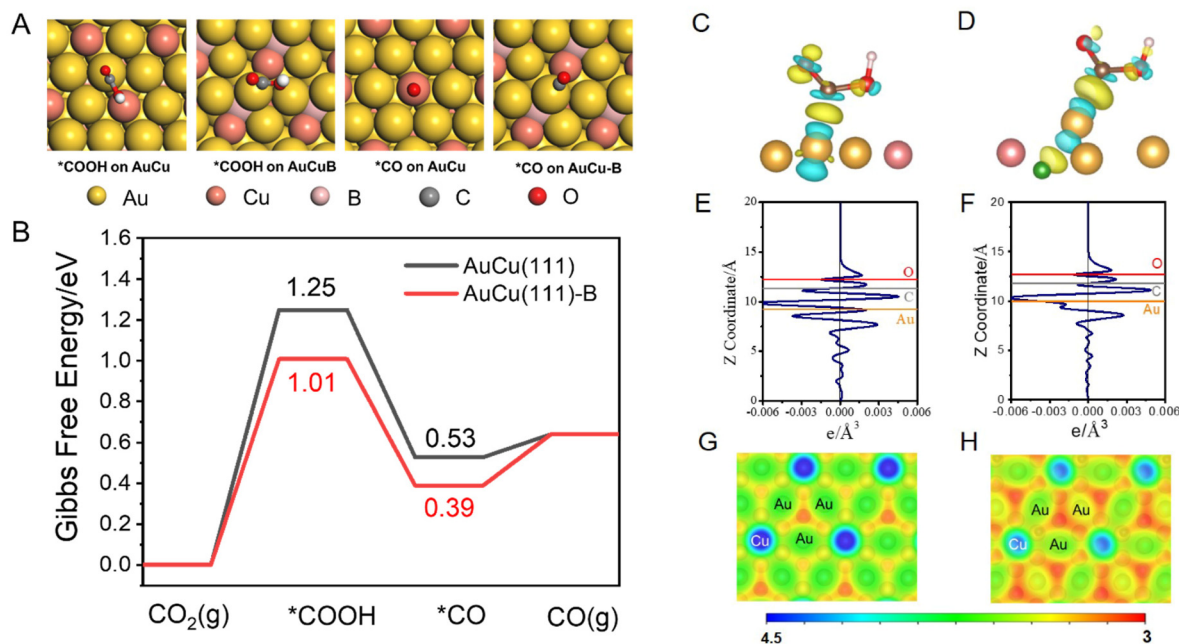 A
*COOH on AuCu
*COOH on AuCuB
*CO on AuCu
*CO on AuCu-B
Au
Cu
B
C
O
B
Gibbs Free Energy/eV
1.6
1.4
1.2
1.0
0.8
0.6
0.4
0.2
0.0
AuCu(111)
AuCu(111)-B
1.25
1.01
0.53
0.39
CO₂(g)
*COOH
*CO
CO(g)
C
D
E
Z Coordinate/Å
20
15
10
5
0
O
C
Au
-0.006 -0.003 0.000 0.003 0.006
e/Å³
F
Z Coordinate/Å
20
15
10
5
0
O
C
Au
-0.006 -0.003 0.000 0.003 0.006
e/Å³
G
Au Au
Cu Au
H
Au Au
Cu Au
4.5 3